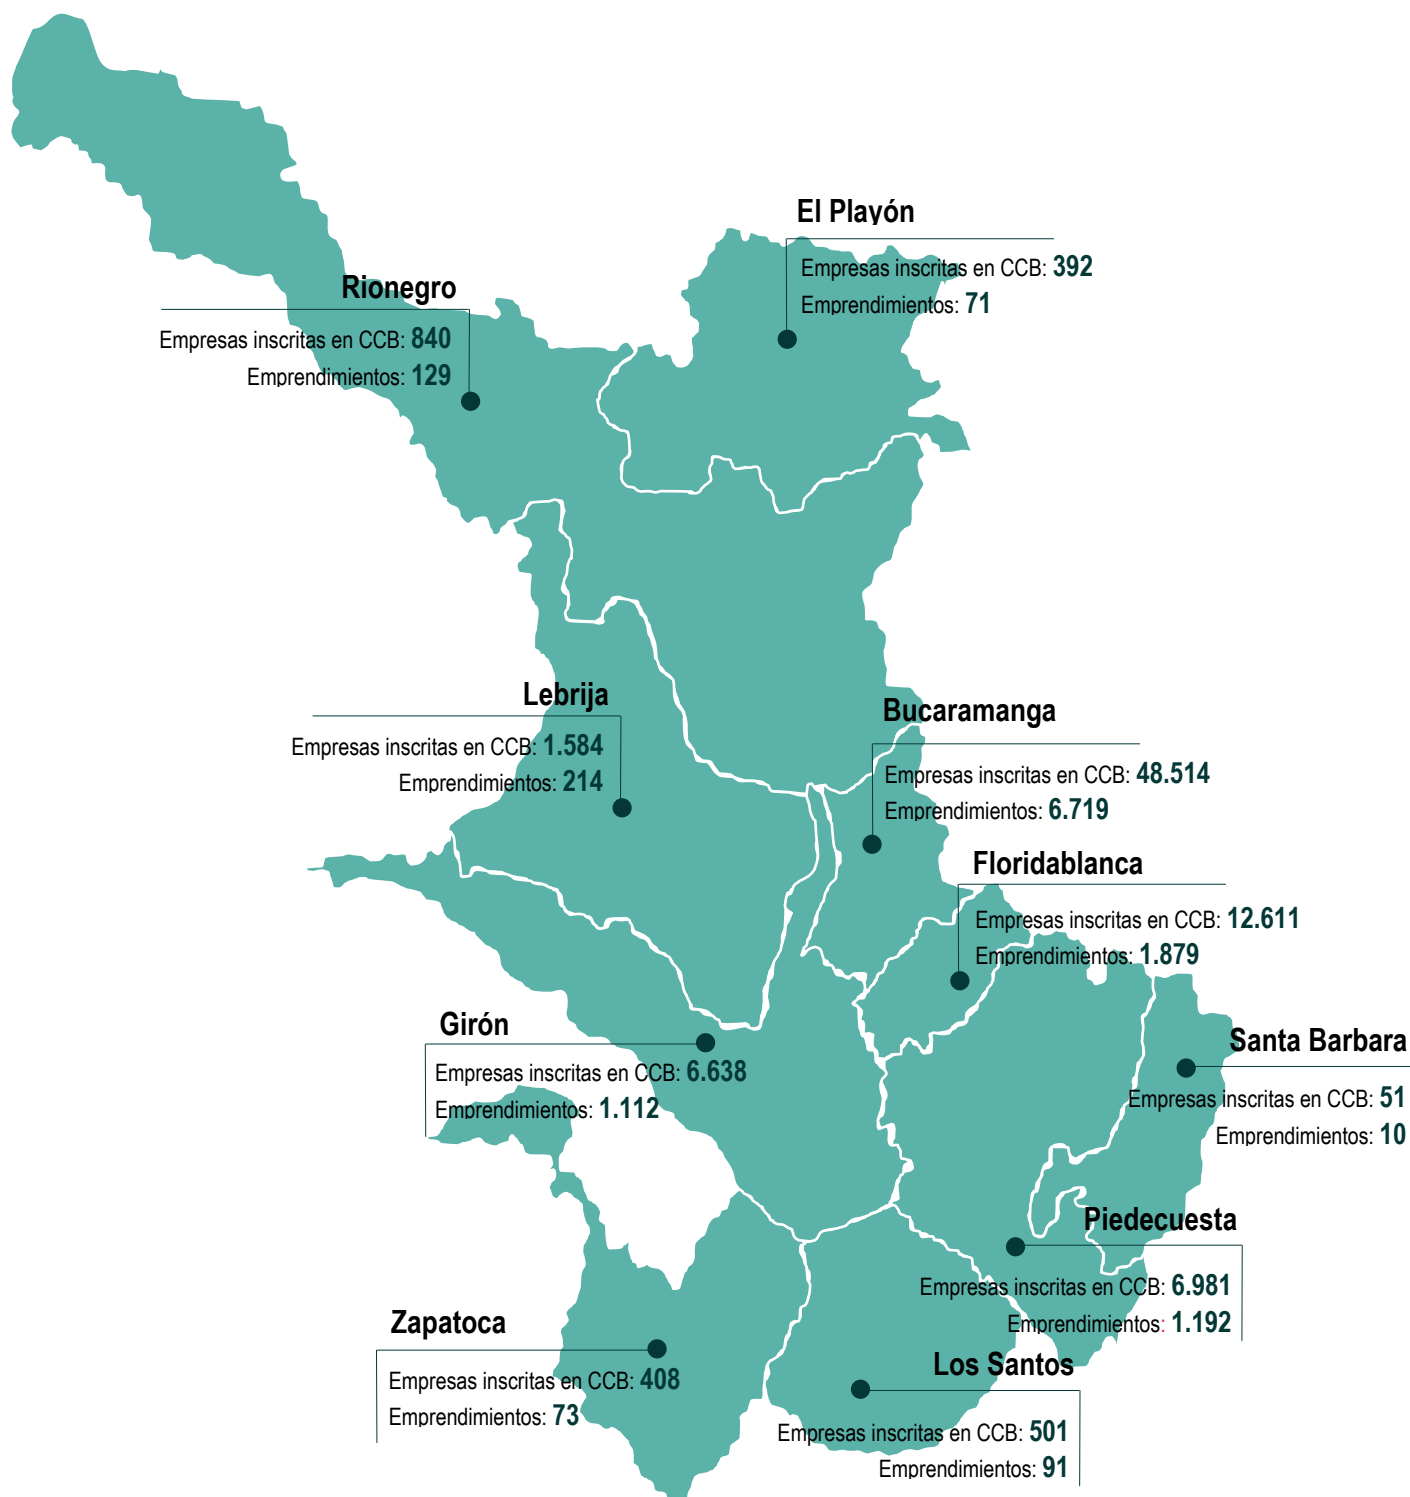 El Playón
Empresas inscritas en CCB: 392
Emprendimientos: 71
Rionegro
Empresas inscritas en CCB: 840
Emprendimientos: 129
Lebrija
Empresas inscritas en CCB: 1.584
Emprendimientos: 214
Bucaramanga
Empresas inscritas en CCB: 48.514
Emprendimientos: 6.719
Floridablanca
Empresas inscritas en CCB: 12.611
Emprendimientos: 1.879
Girón
Empresas inscritas en CCB: 6.638
Emprendimientos: 1.112
Santa Barbara
Empresas inscritas en CCB: 51
Emprendimientos: 10
Piedecuesta
Empresas inscritas en CCB: 6.981
Emprendimientos: 1.192
Zapatoca
Empresas inscritas en CCB: 408
Emprendimientos: 73
Los Santos
Empresas inscritas en CCB: 501
Emprendimientos: 91